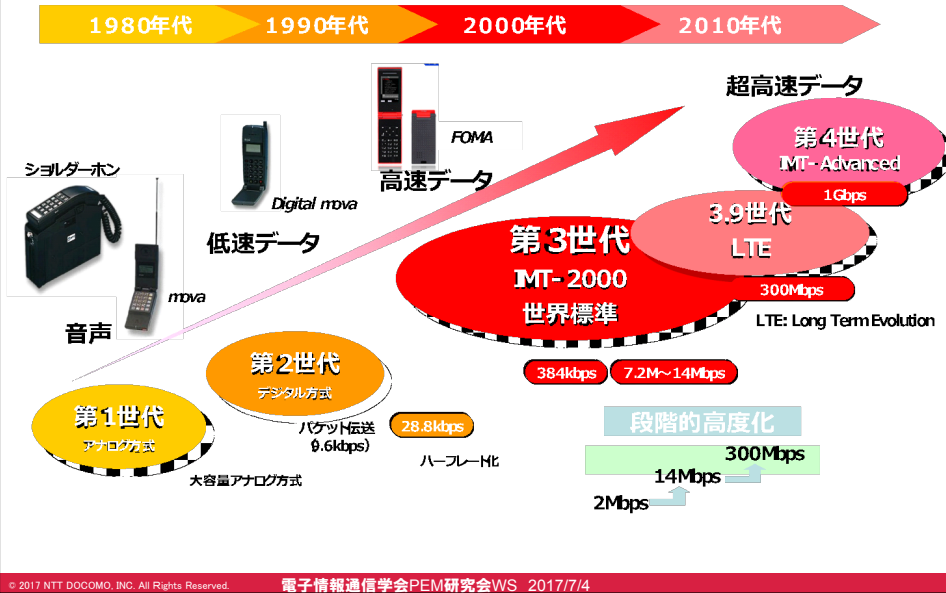 1980年代
1990年代
2000年代
2010年代
超高速データ
FOMA
高速データ
第4世代
IMT-Advanced
1Gbps
ショルダーホン
Digital mova
低速データ
3.9世代
LTE
300Mbps
LTE: Long Term Evolution
第3世代
IMT-2000
世界標準
mova
音声
384kbps
7.2M～14Mbps
第2世代
デジタル方式
パケット伝送
(9.6kbps)
28.8kbps
ハーフレート化
第1世代
アナログ方式
大容量アナログ方式
段階的高度化
300Mbps
14Mbps
2Mbps
© 2017 NTT DOCOMO, INC. All Rights Reserved.
電子情報通信学会PEM研究会WS 2017/7/4